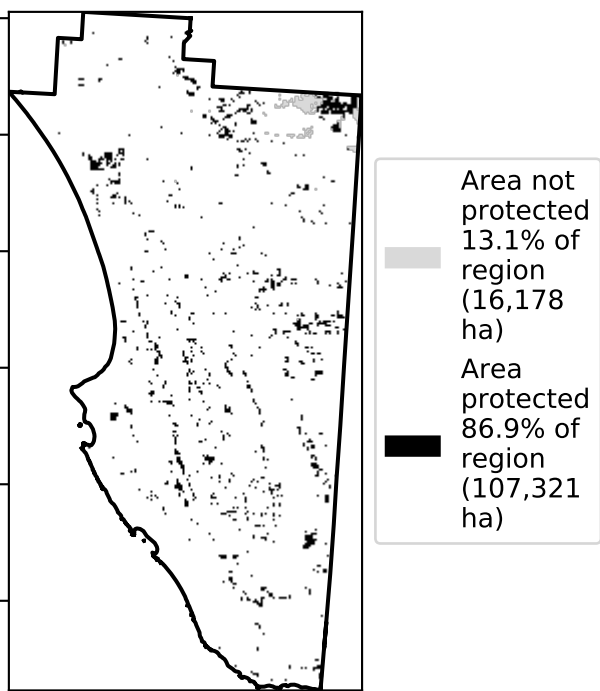 Area not
protected
13.1% of
region
(16,178
ha)
Area
protected
86.9% of
region
(107,321
ha)